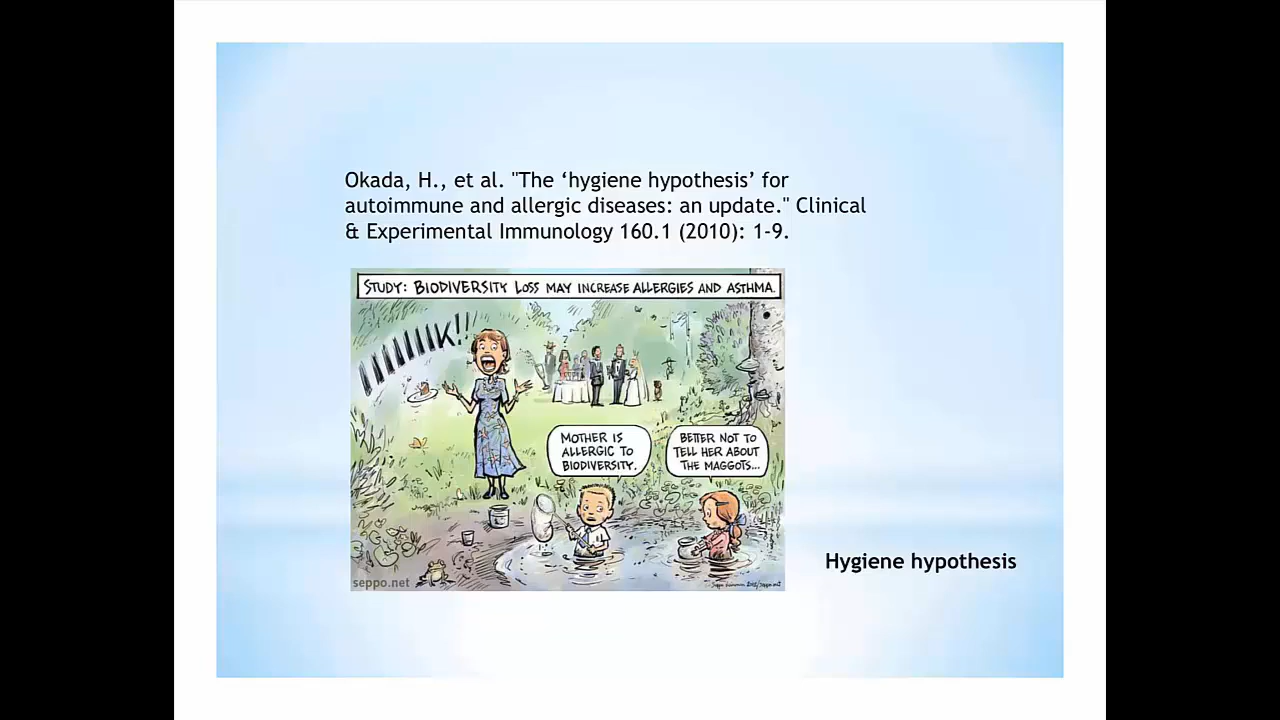 Okada, H., et al. "The ‘hygiene hypothesis’ for
autoimmune and allergic diseases: an update." Clinical
& Experimental Immunology 160.1 (2010): 1-9.
STUDY: BIODIVERSITY LOSS MAY INCREASE ALLERGIES AND ASTHMA.
IIIIIIIK!!
Z
MOTHER IS
ALLERGIC TO
BIODIVERSITY.
BETTER NOT TO
TELL HER ABOUT
THE MAGGOTS...
Hygiene hypothesis
seppo.net